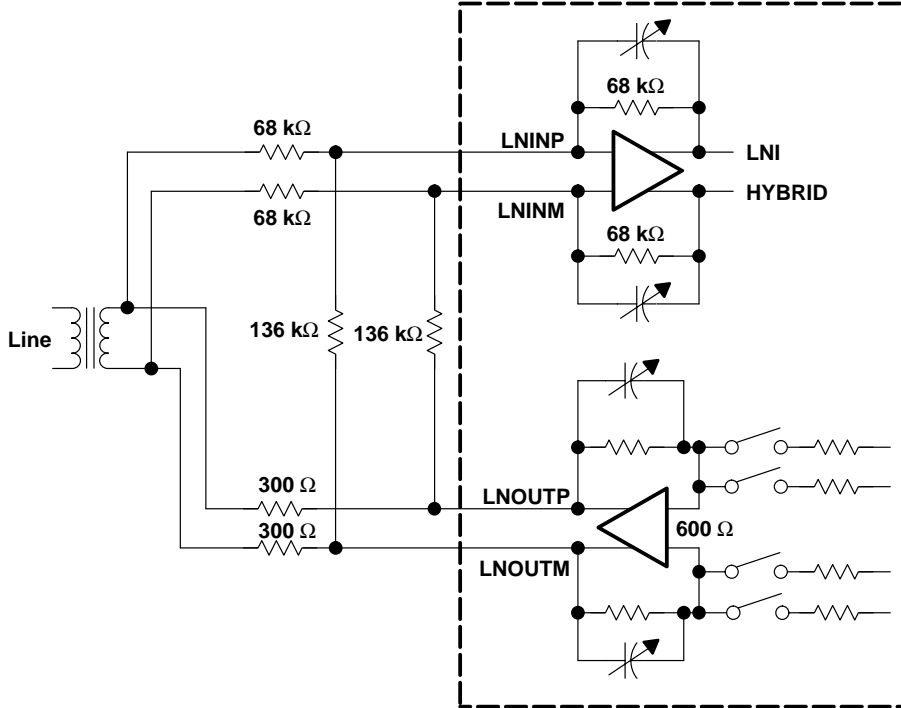 68 kΩ
68 kΩ
LNINP
LNI
HYBRID
68 kΩ
LNINM
68 kΩ
Line
136 kΩ
136 kΩ
300 Ω
LNOUTP
600 Ω
300 Ω
LNOUTM